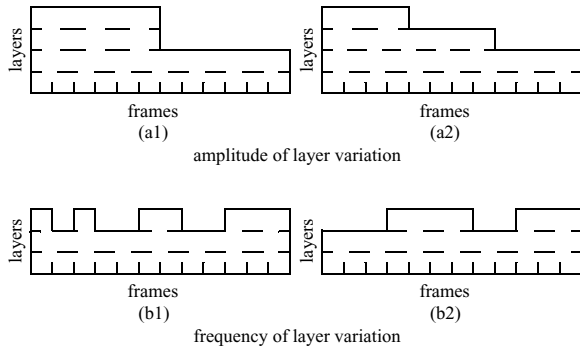 layers
layers
frames
frames
(a1)
(a2)
amplitude of layer variation
layers
layers
frames
frames
(b1)
(b2)
frequency of layer variation